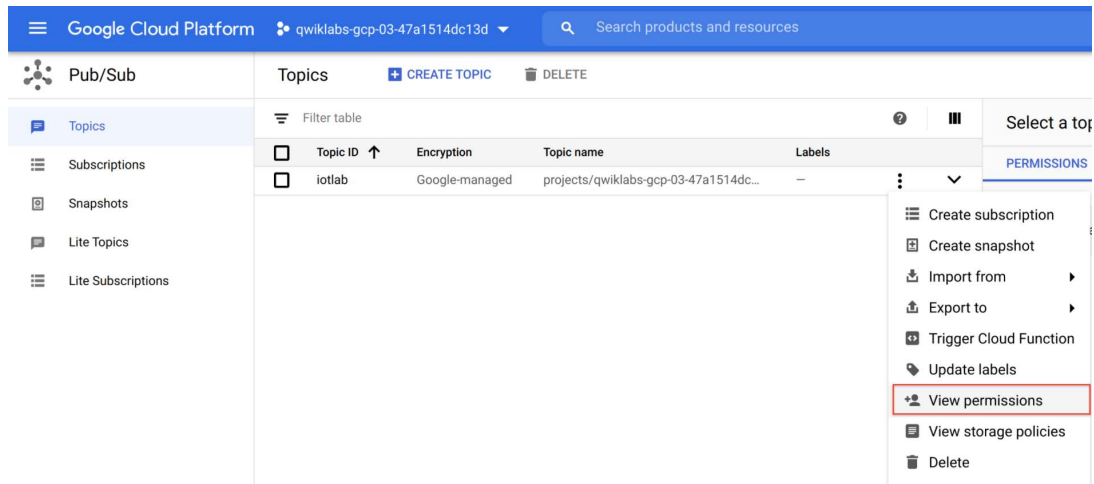 Google Cloud Platform qwiklabs-gcp-03-47a1514dc13d Search products and resources
Pub/Sub
Topics CREATE TOPIC DELETE
Topics
Subscriptions
Snapshots
Lite Topics
Lite Subscriptions
Filter table
Topic ID Encryption Topic name Labels
iotlab Google-managed projects/qwiklabs-gcp-03-47a1514dc... –
Select a top
PERMISSIONS
Create subscription
Create snapshot
Import from
Export to
Trigger Cloud Function
Update labels
View permissions
View storage policies
Delete